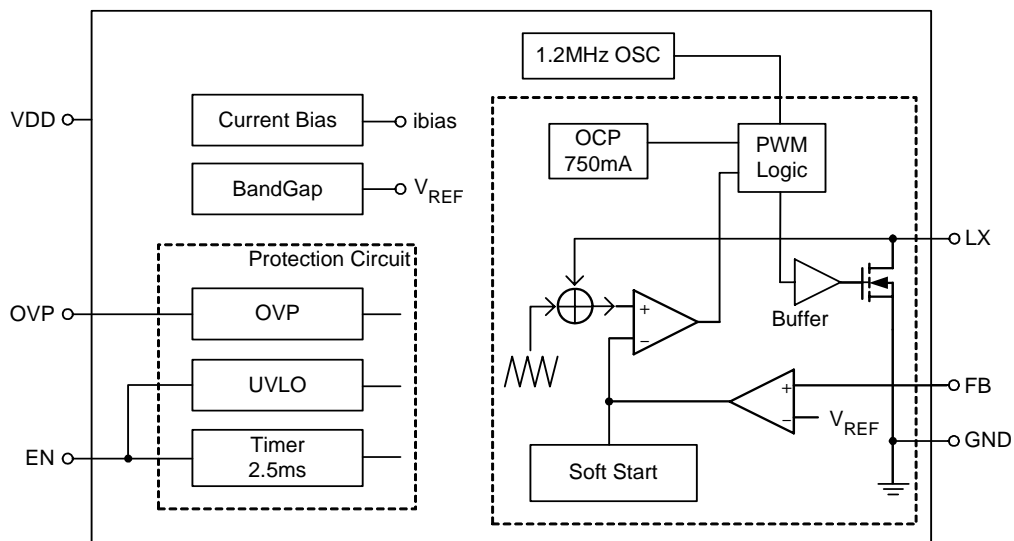 1.2MHz OSC
VDD
Current Bias
ibias
OCP
750mA
PWM
Logic
BandGap
VREF
LX
Protection Circuit
OVP
OVP
+
−
Buffer
UVLO
+
−
VREF
FB
EN
Timer
2.5ms
Soft Start
GND